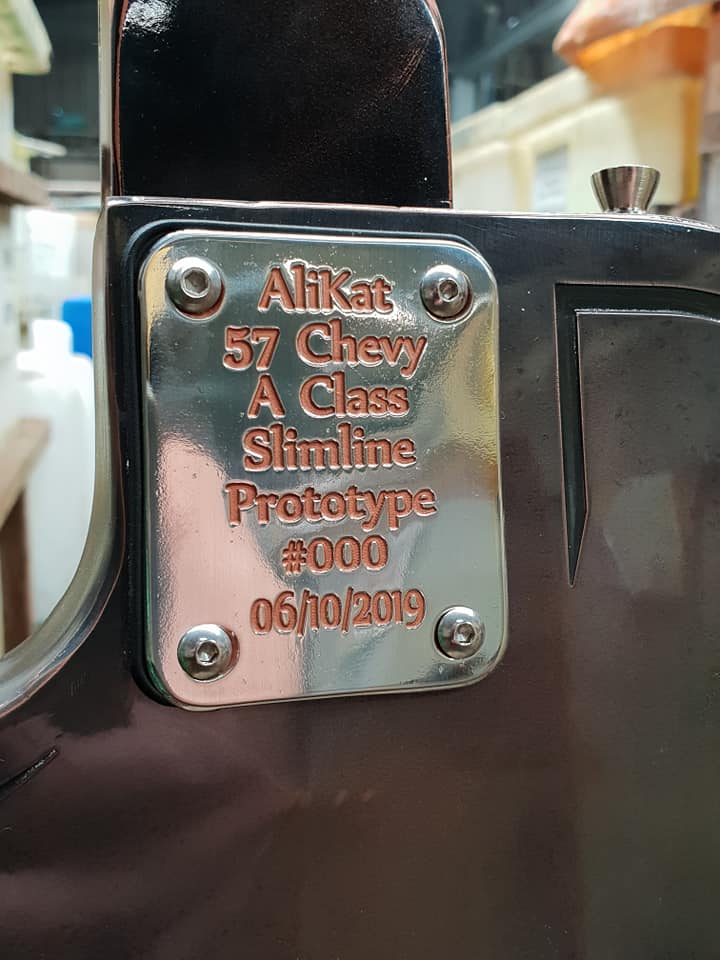 AliKat
57 Chevy
A Class
Slimline
Prototype
#000
06/10/2019